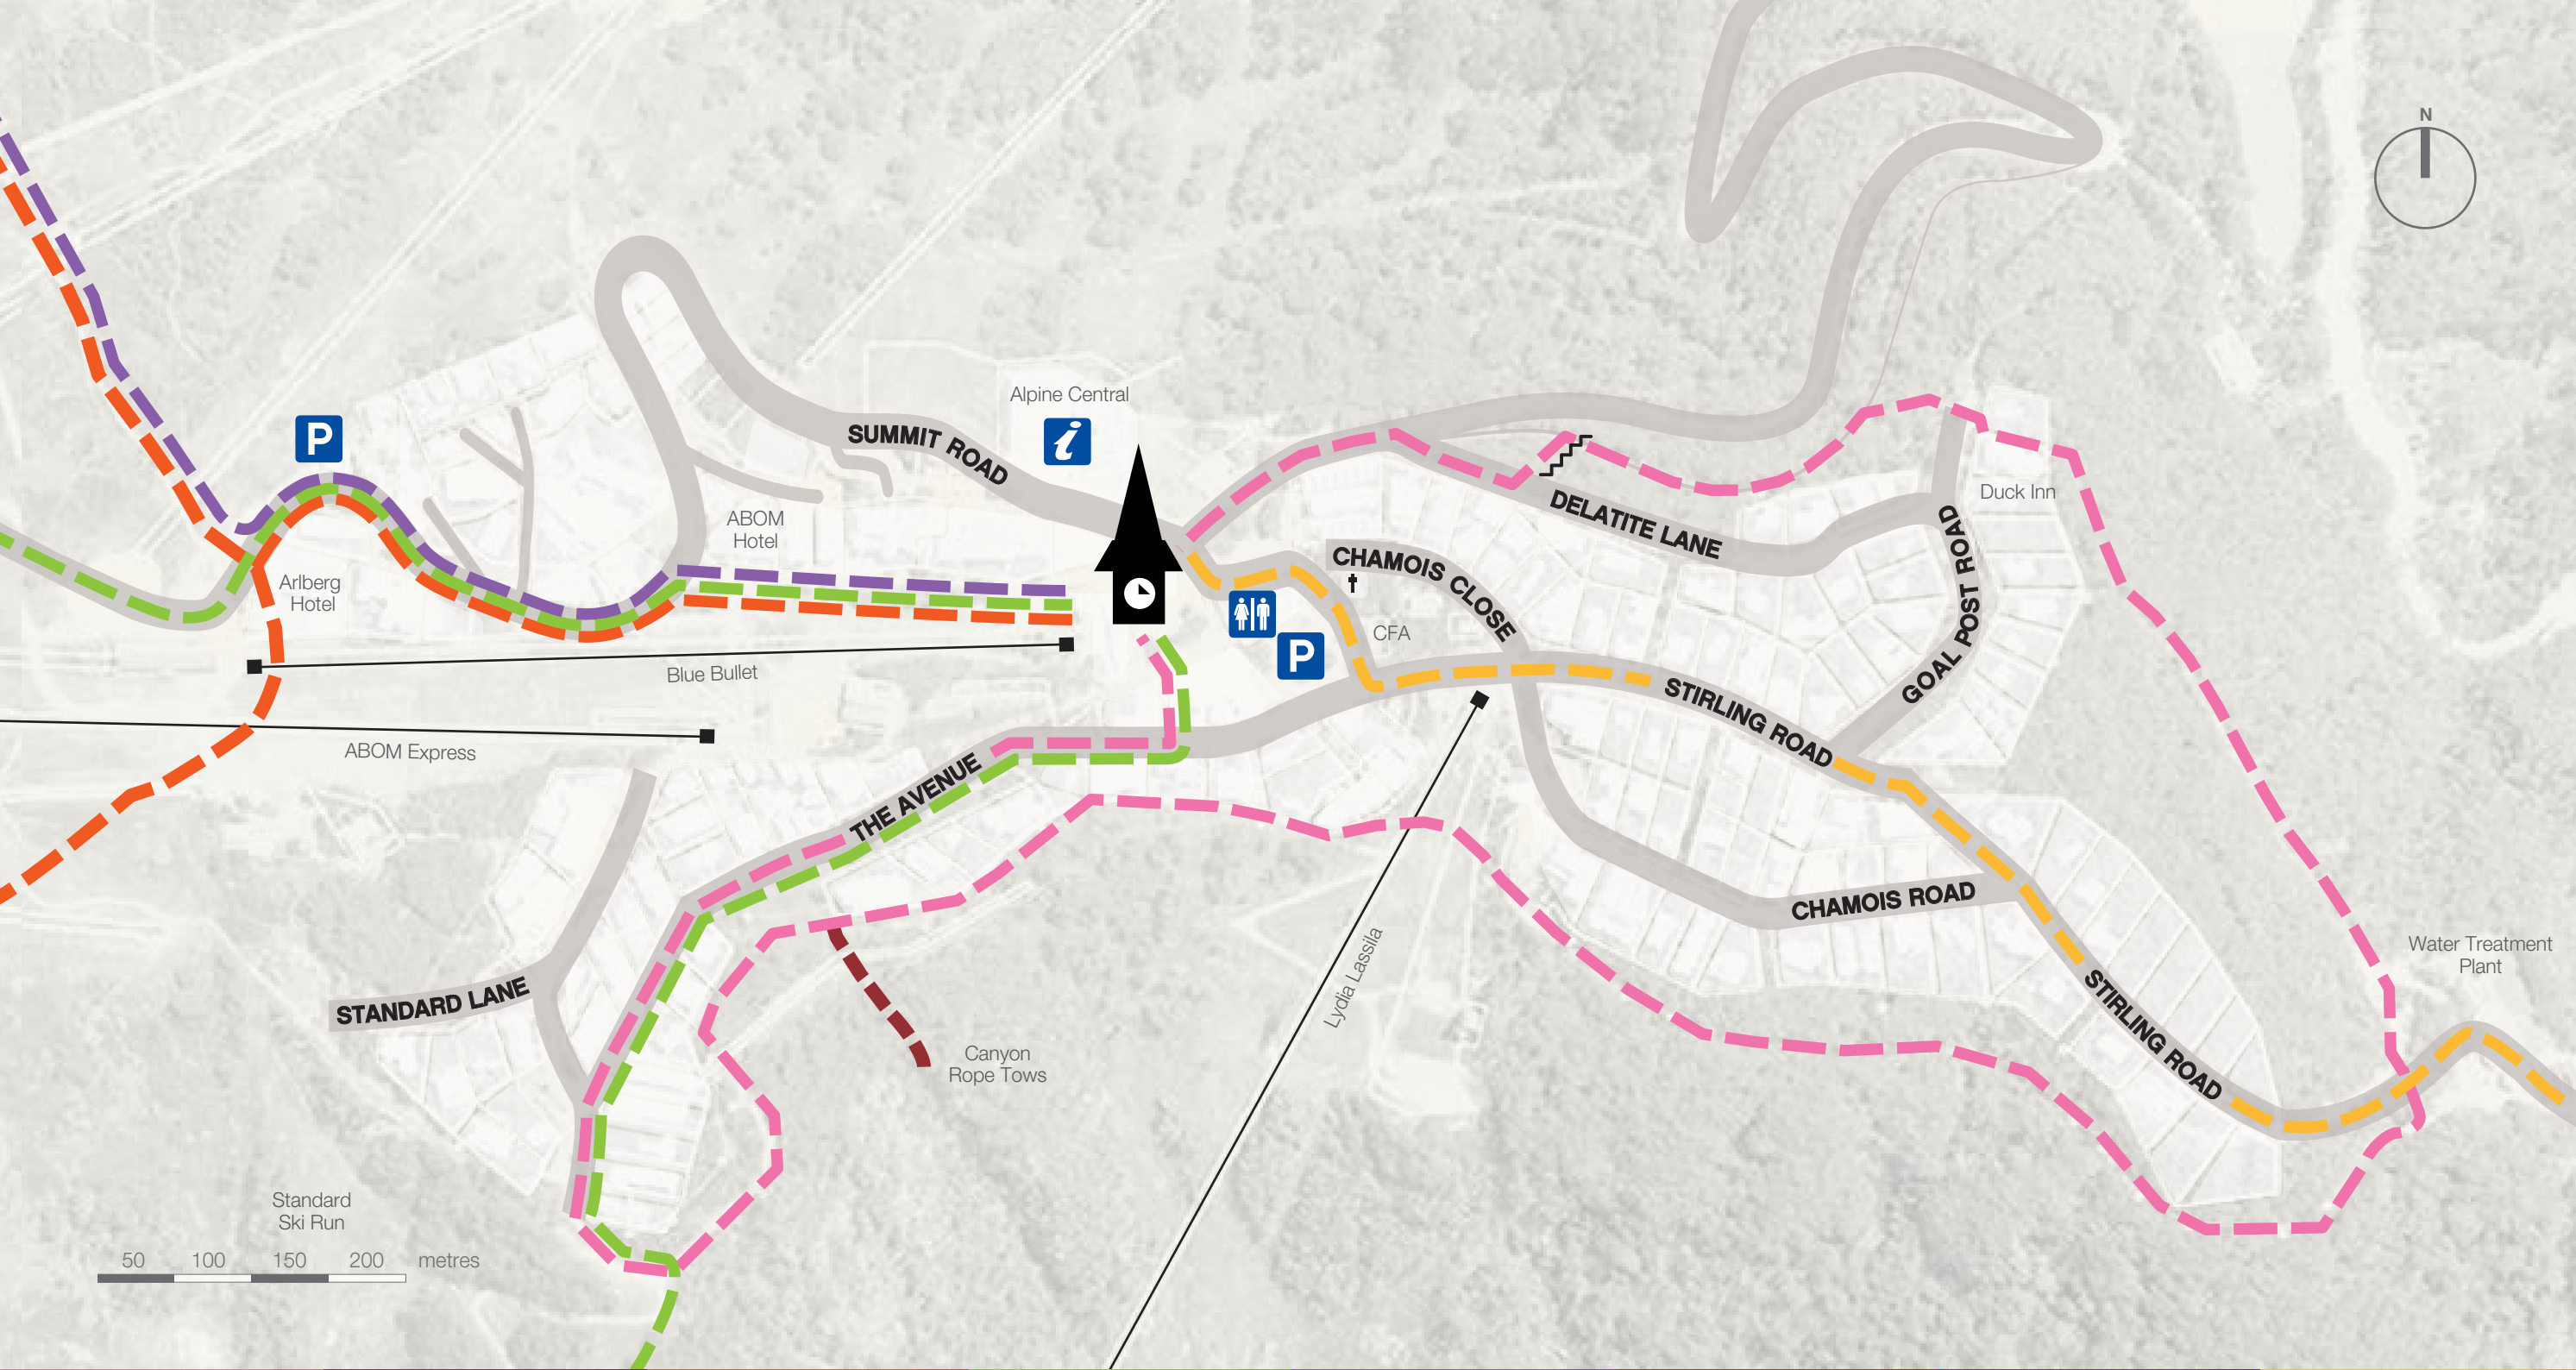 N
Alpine Central
i
P
SUMMIT ROAD
ABOM
Hotel
Duck Inn
DELATITE LANE
CHAMOIS CLOSE
GOAL POST ROAD
Arlberg
Hotel
CFA
P
Blue Bullet
STIRLING ROAD
ABOM Express
THE AVENUE
CHAMOIS ROAD
Water Treatment
Plant
STANDARD LANE
Lydia Lassila
STIRLING ROAD
Canyon
Rope Tows
Standard
Ski Run
50 100 150 200 metres